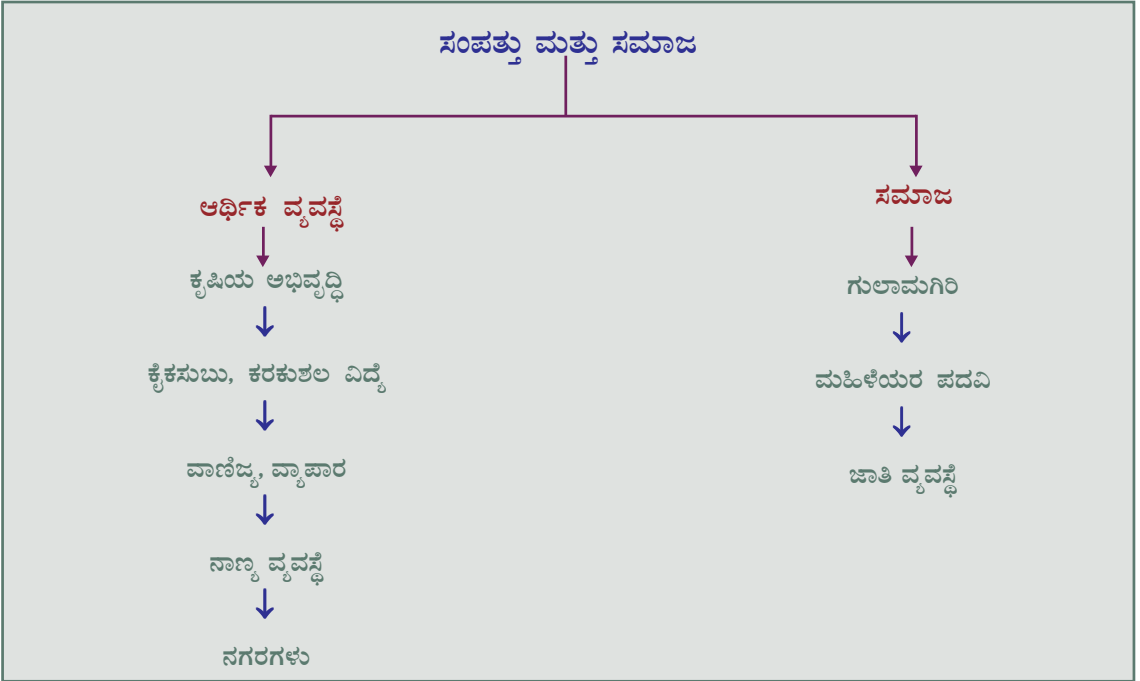 ಸಂಪತ್ತು ಮತ್ತು ಸಮಾಜ
ಆರ್ಥಿಕ ವ್ಯವಸ್ಥೆ
ಕೃಷಿಯ ಅಭಿವೃದ್ಧಿ
ಕೈಕಸುಬು, ಕರಕುಶಲ ವಿದ್ಯೆ
ವಾಣಿಜ್ಯ, ವ್ಯಾಪಾರ
ನಾಣ್ಯ ವ್ಯವಸ್ಥೆ
ನಗರಗಳು
ಸಮಾಜ
ಗುಲಾಮಗಿರಿ
ಮಹಿಳೆಯರ ಪದವಿ
ಜಾತಿ ವ್ಯವಸ್ಥೆ